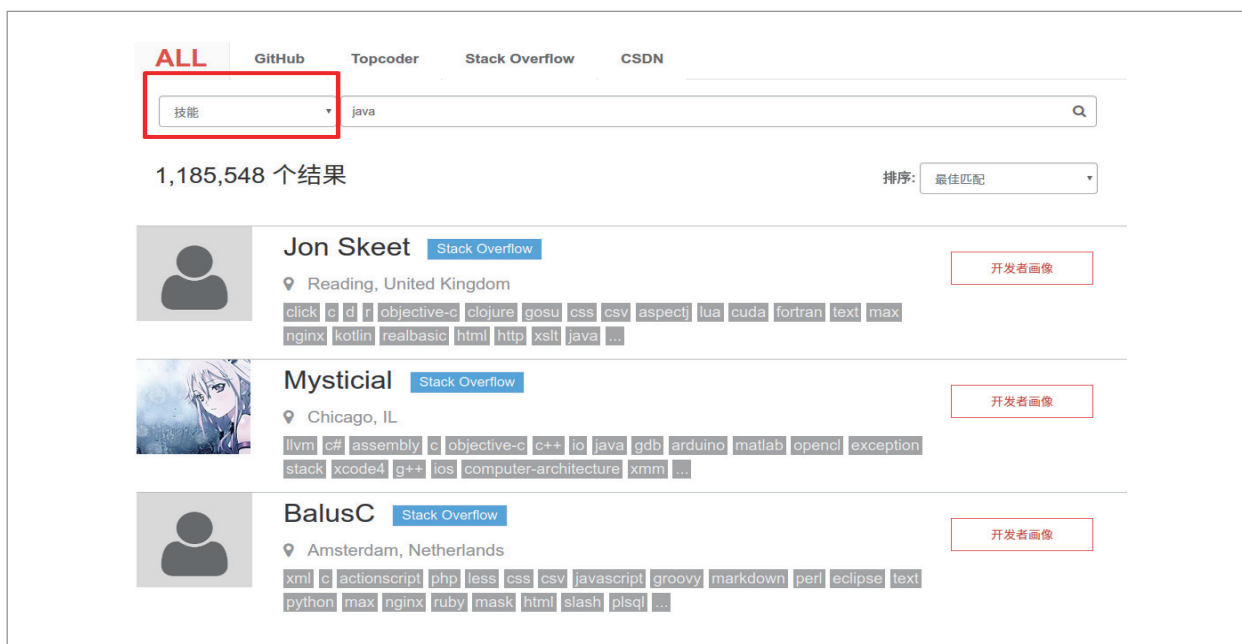 ALL GitHub Topcoder Stack Overflow CSDN
技能 java
1,185,548 个结果 排序: 最佳匹配
Jon Skeet Stack Overflow
开发者画像
Reading, United Kingdom
click c d r objective-c clojure gosu css csv aspectj lua cuda fortran text max
nginx kotlin realbasic html http xslt java ...
Mysticial Stack Overflow
开发者画像
Chicago, IL
llvm c# assembly c objective-c c++ io java gdb arduino matlab opencl exception
stack xcode4 g++ ios computer-architecture xmm ...
BalusC Stack Overflow
开发者画像
Amsterdam, Netherlands
xml c actionscript php less css csv javascript groovy markdown perl eclipse text
python max nginx ruby mask html slash plsql ...